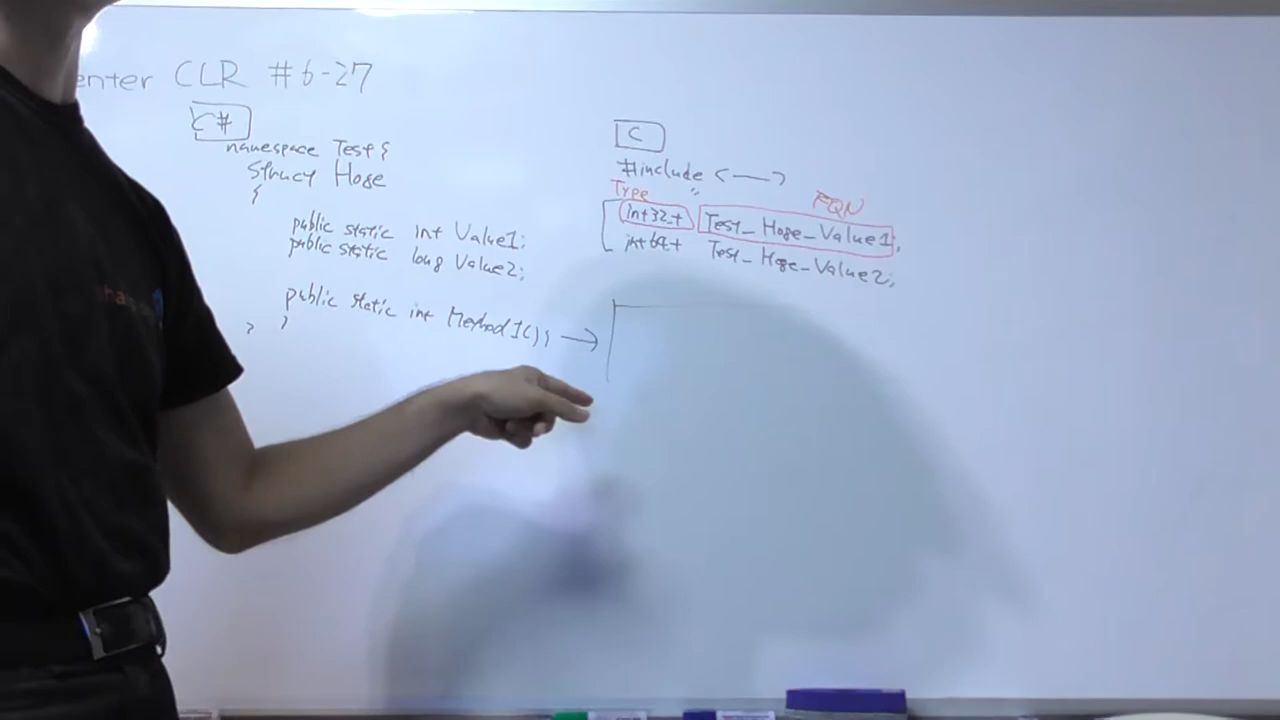 enter CLR #6-27
C#
namespace Test {
struct Hoge
{
public static int Value1;
public static long Value2;
public static int Method1();
}
}
C
#include < — >
"
Type
FQN
int32_t Test_Hoge_Value1;
int64_t Test_Hoge_Value2;